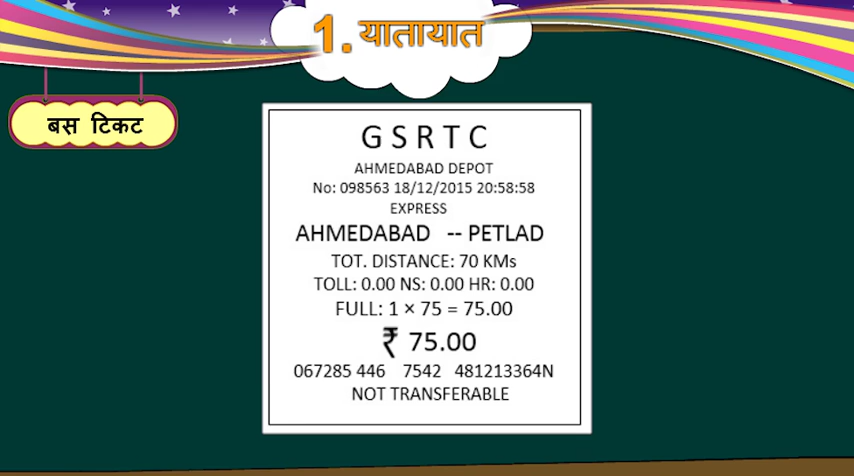 1. यातायात
बस टिकट
GSRTC
AHMEDABAD DEPOT
No: 098563 18/12/2015 20:58:58
EXPRESS
AHMEDABAD -- PETLAD
TOT. DISTANCE: 70 KMs
TOLL: 0.00 NS: 0.00 HR: 0.00
FULL: 1 × 75 = 75.00
₹ 75.00
067285 446 7542 481213364N
NOT TRANSFERABLE